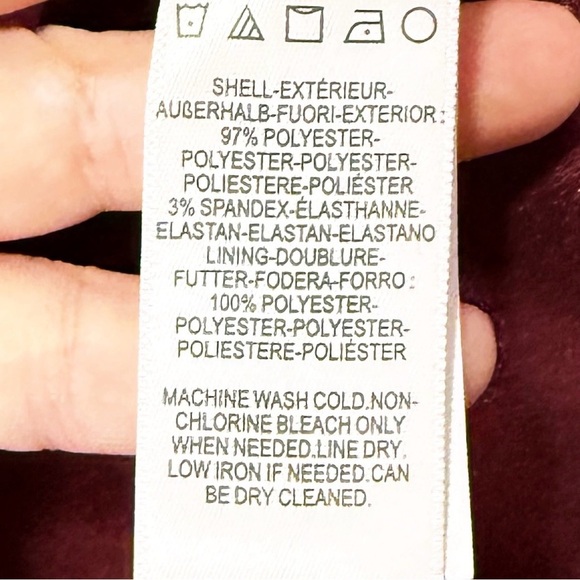 SHELL-EXTÉRIEUR-
AUßERHALB-FUORI-EXTERIOR:
97% POLYESTER-
POLYESTER-POLYESTER-
POLIESTERE-POLIÉSTER
3% SPANDEX-ÉLASTHANNE-
ELASTAN-ELASTAN-ELASTANO
LINING-DOUBLURE-
FUTTER-FODERA-FORRO:
100% POLYESTER-
POLYESTER-POLYESTER-
POLIESTERE-POLIÉSTER
MACHINE WASH COLD.NON-
CHLORINE BLEACH ONLY
WHEN NEEDED.LINE DRY.
LOW IRON IF NEEDED.CAN
BE DRY CLEANED.